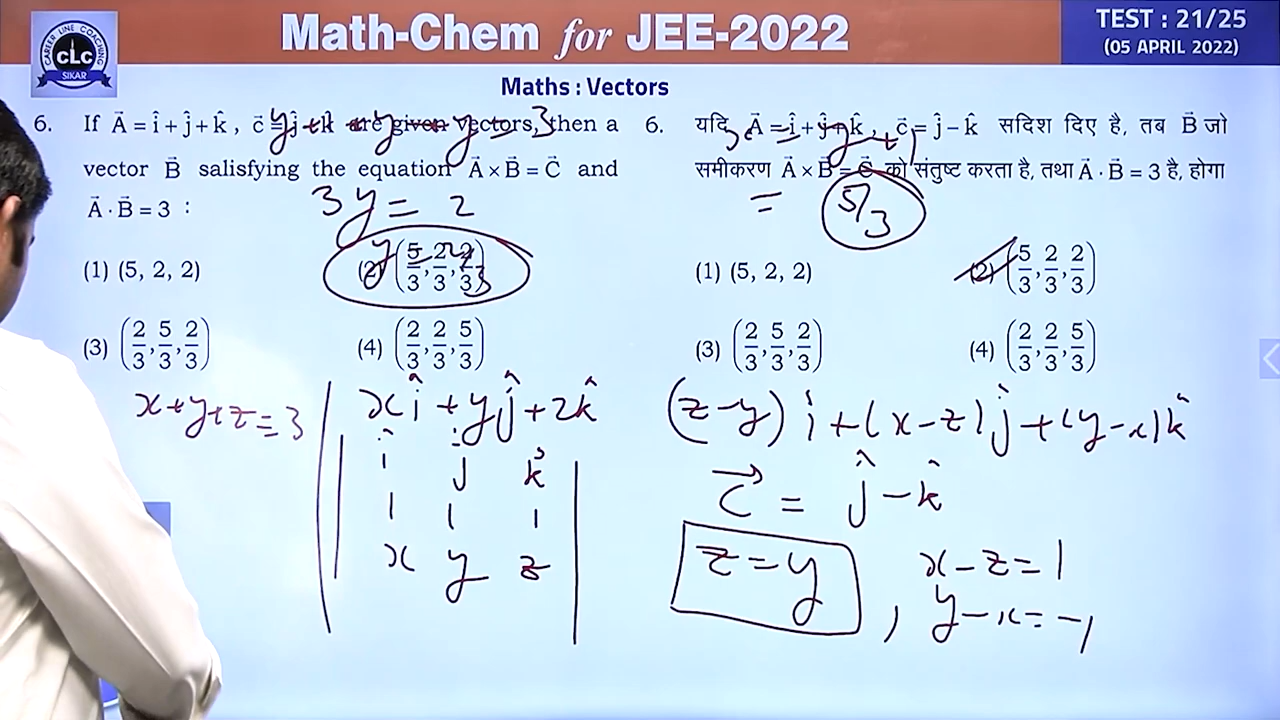 CAREER LINE COACHING
CLC
SIKAR
Math-Chem for JEE-2022
TEST : 21/25
(05 APRIL 2022)
Maths : Vectors
6. If A⃗ = î + ĵ + k̂ , c⃗ = ĵ - k̂ are given vectors, then a
vector B⃗ salisfying the equation A⃗ × B⃗ = C⃗ and
A⃗ · B⃗ = 3 :
(1) (5, 2, 2)
(2) (5/3, 2/3, 2/3)
(3) (2/3, 5/3, 2/3)
(4) (2/3, 2/3, 5/3)
3y = 2
x + y + z = 3
x î + y ĵ + z k̂
î ĵ k̂
1 1 1
x y z
6. यदि A⃗ = î + ĵ + k̂ , c⃗ = ĵ - k̂ सदिश दिए है, तब B⃗ जो
समीकरण A⃗ × B⃗ = C⃗ को संतुष्ट करता है, तथा A⃗ · B⃗ = 3 है, होगा
= 5/3
(1) (5, 2, 2)
(2) (5/3, 2/3, 2/3)
(3) (2/3, 5/3, 2/3)
(4) (2/3, 2/3, 5/3)
(z-y) î + (x-z) ĵ + (y-x) k̂
C⃗ = ĵ - k̂
z = y
x - z = 1
, y - x = -1